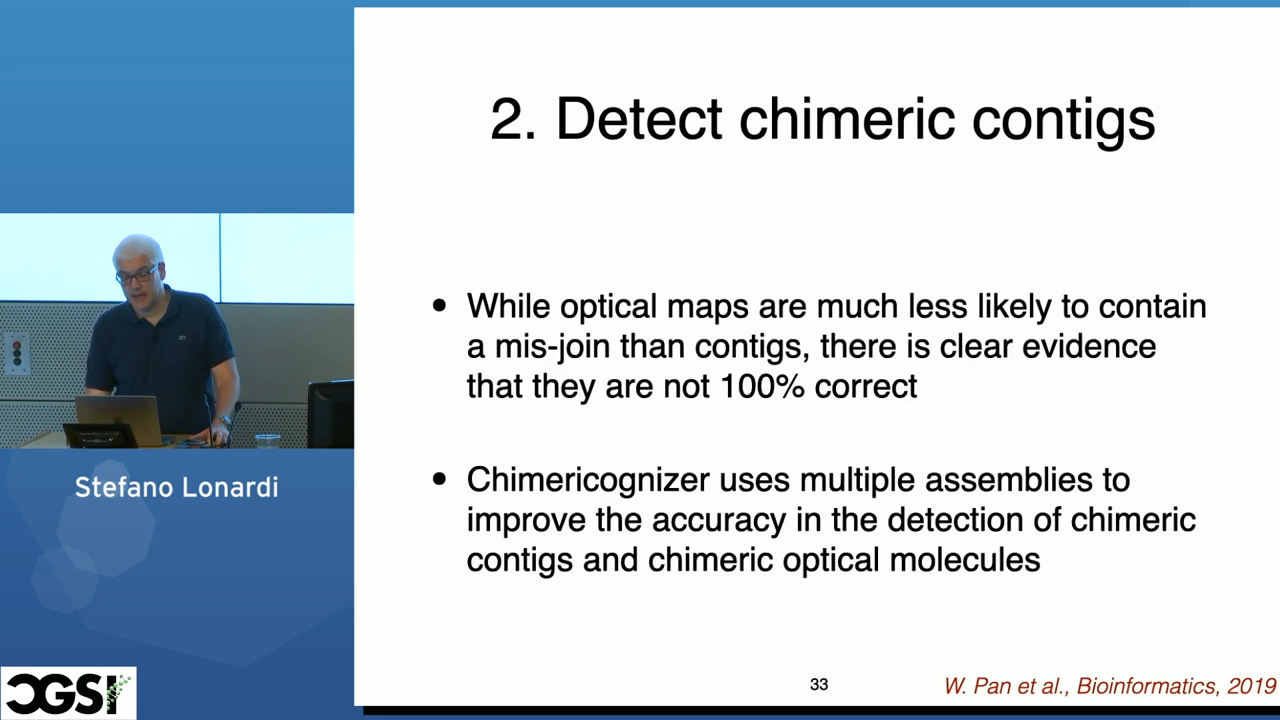 2. Detect chimeric contigs
• While optical maps are much less likely to contain
a mis-join than contigs, there is clear evidence
that they are not 100% correct
• Chimericognizer uses multiple assemblies to
improve the accuracy in the detection of chimeric
contigs and chimeric optical molecules
Stefano Lonardi
CGSI
33
W. Pan et al., Bioinformatics, 2019